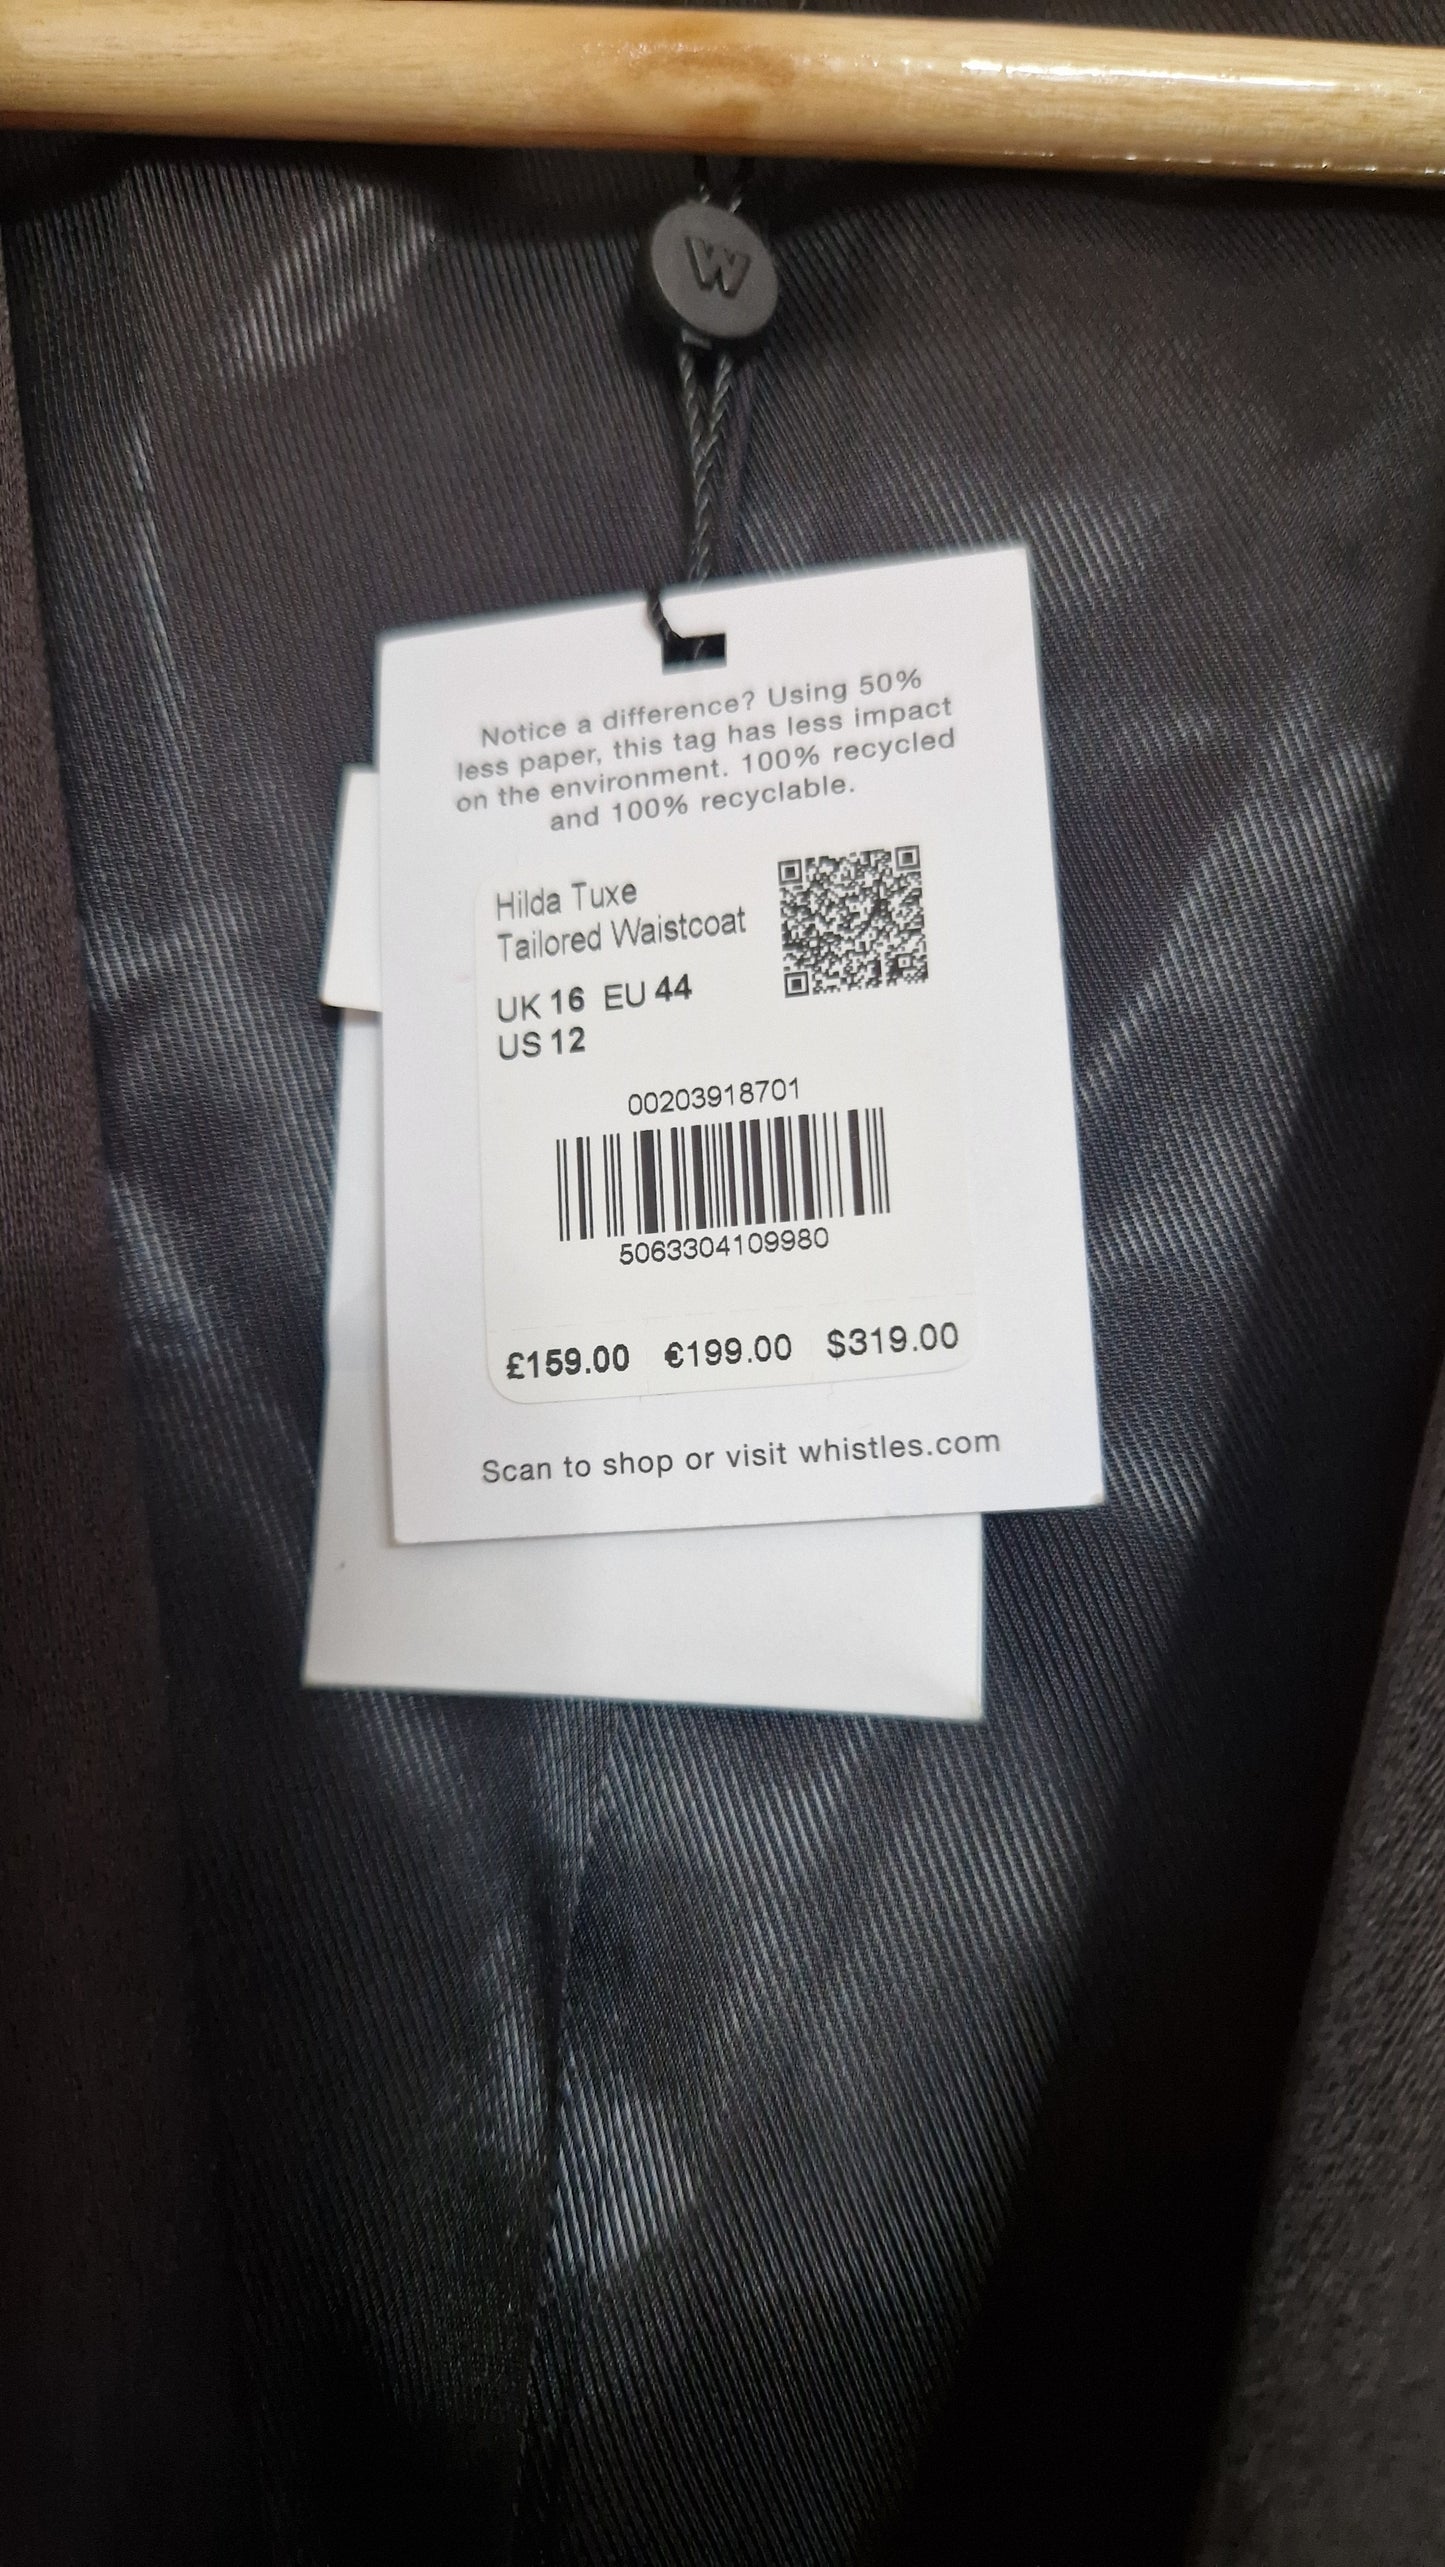 W
Notice a difference? Using 50%
less paper, this tag has less impact
on the environment. 100% recycled
and 100% recyclable.
Hilda Tuxe
Tailored Waistcoat
UK 16 EU 44
US 12
00203918701
5063304109980
£159.00 €199.00 $319.00
Scan to shop or visit whistles.com